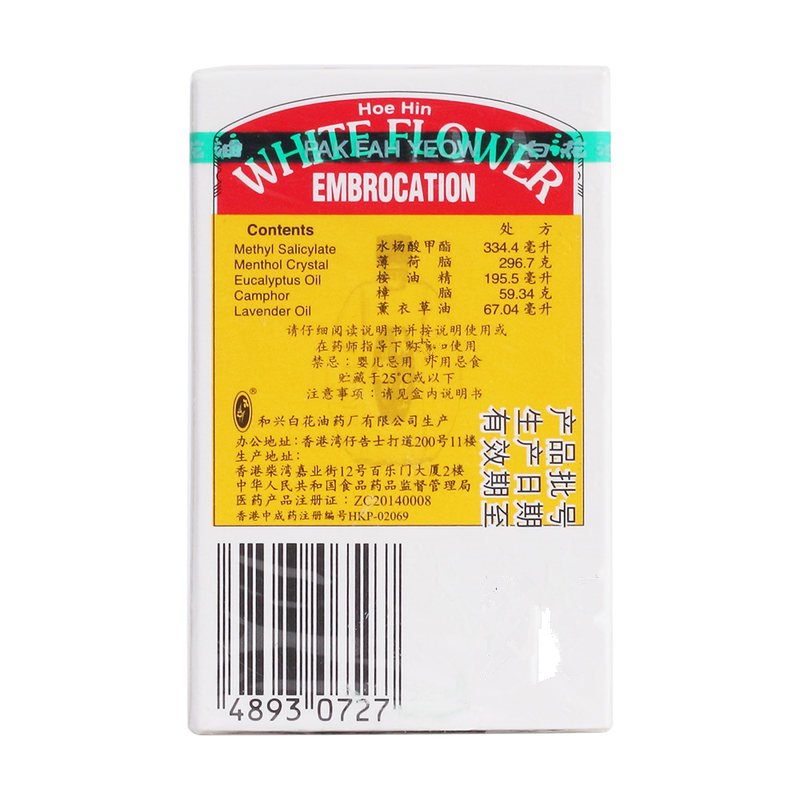 Hoe Hin
WHITE FLOWER
PAK FAH YEOW 白花油
EMBROCATION
Contents 处 方
Methyl Salicylate 水杨酸甲酯 334.4 毫升
Menthol Crystal 薄荷脑 296.7 克
Eucalyptus Oil 桉油精 195.5 毫升
Camphor 樟脑 59.34 克
Lavender Oil 薰衣草油 67.04 毫升
请仔细阅读说明书并按说明使用或
在药师指导下购买和使用
禁忌：婴儿忌用 外用忌食
贮藏于25°C或以下
注意事项：请见盒内说明书
®
和兴白花油药厂有限公司生产
办公地址：香港湾仔告士打道200号11楼
生产地址：
香港柴湾嘉业街12号百乐门大厦2楼
中华人民共和国食品药品监督管理局
医药产品注册证：ZC20140008
香港中成药注册编号HKP-02069
产品批号
生产日期
有效期至
4893 0727